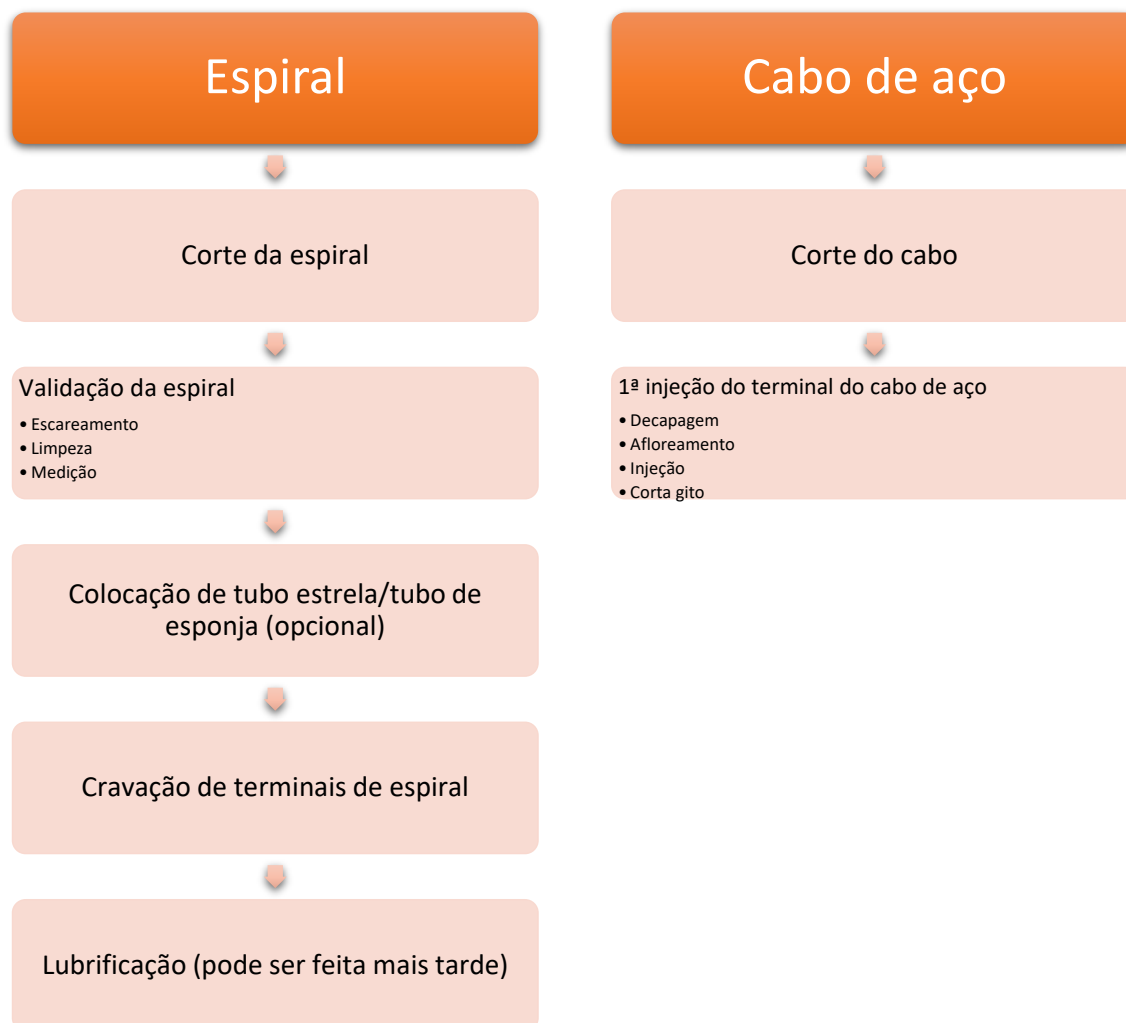 Espiral
Corte da espiral
Validação da espiral
• Escareamento
• Limpeza
• Medição
Colocação de tubo estrela/tubo de
esponja (opcional)
Cravação de terminais de espiral
Lubrificação (pode ser feita mais tarde)
Cabo de aço
Corte do cabo
1ª injeção do terminal do cabo de aço
• Decapagem
• Afloreamento
• Injeção
• Corta gito